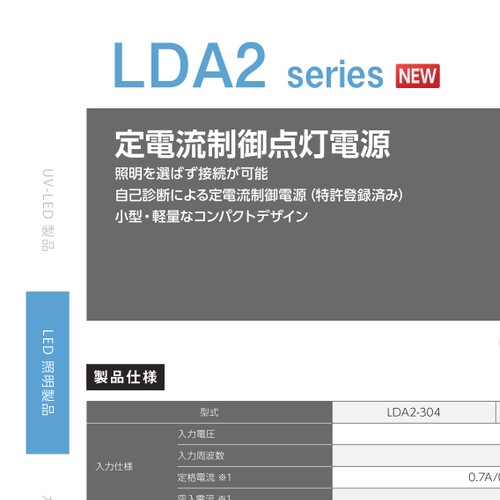 LDA2 series NEW
定電流制御点灯電源
照明を選ばず接続が可能
自己診断による定電流制御電源（特許登録済み）
小型・軽量なコンパクトデザイン
UV-LED 製品
LED 照明製品
製品仕様
型式 LDA2-304
入力仕様
入力電圧
入力周波数
定格電流 ※1 0.7A/
突入電流 ※1